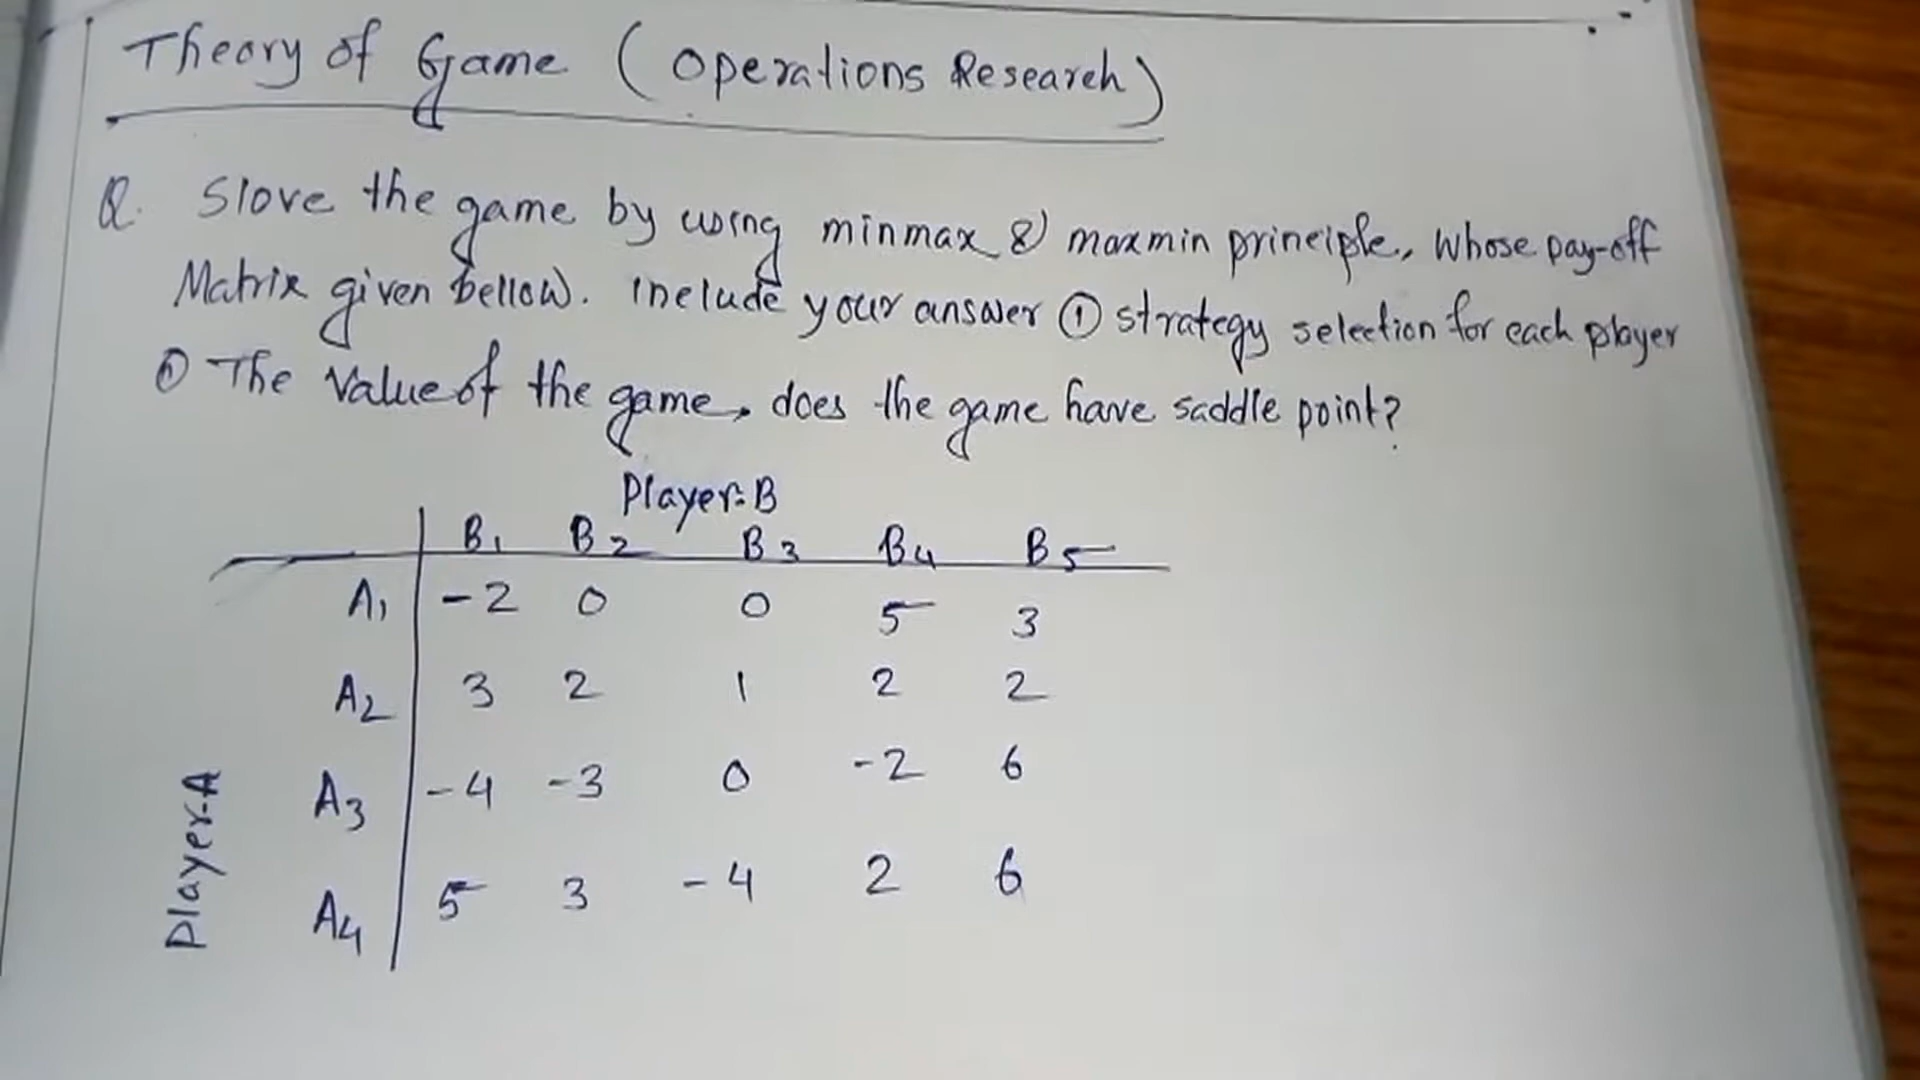 Theory of Game (Operations Research)
Q. Slove the game by using minmax & maxmin principle, whose pay-off
Matrix given bellow. Include your answer ① strategy selection for each player
⑪ The Value of the game, does the game have saddle point?
Player:B
B1 B2 B3 B4 B5
A1 -2 0 0 5 3
A2 3 2 1 2 2
A3 -4 -3 0 -2 6
A4 5 3 -4 2 6
Player-A